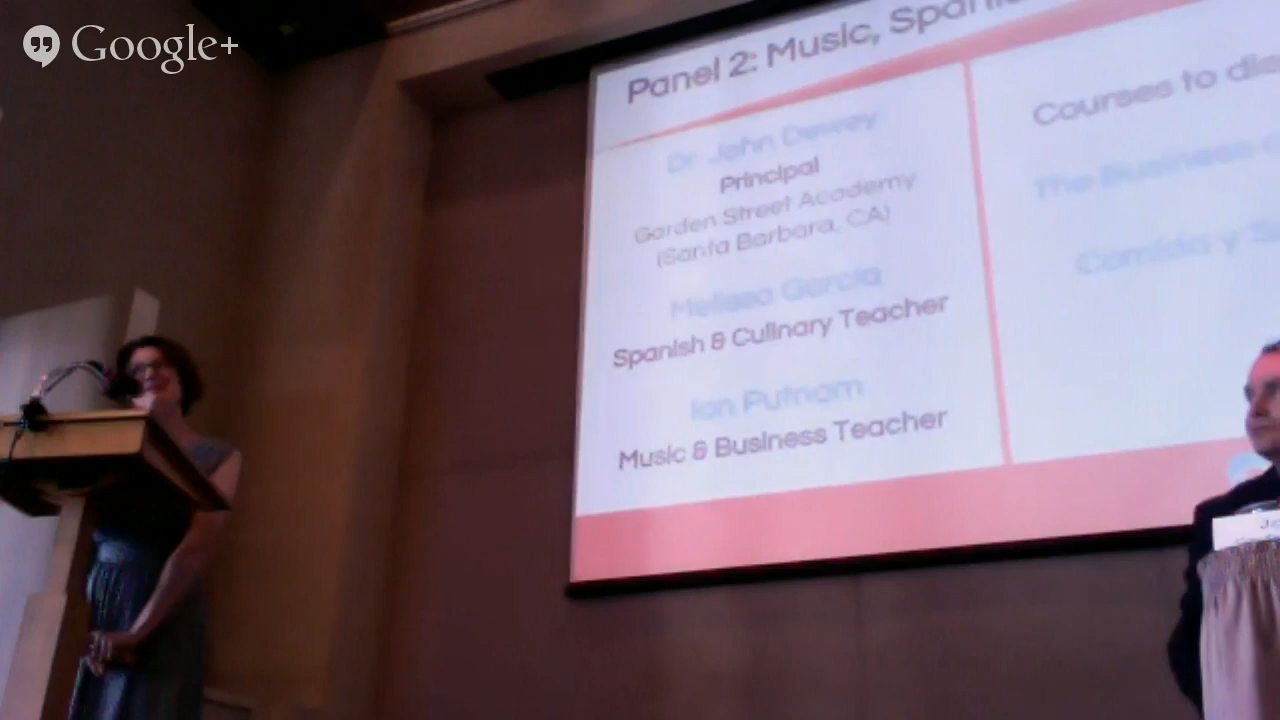 Google+
Panel 2: Music, Spanis
Dr. John Dewey
Principal
Garden Street Academy
(Santa Barbara, CA)
Melissa Garcia
Spanish & Culinary Teacher
Ian Putnam
Music & Business Teacher
Courses to dis
The Business
Comida y